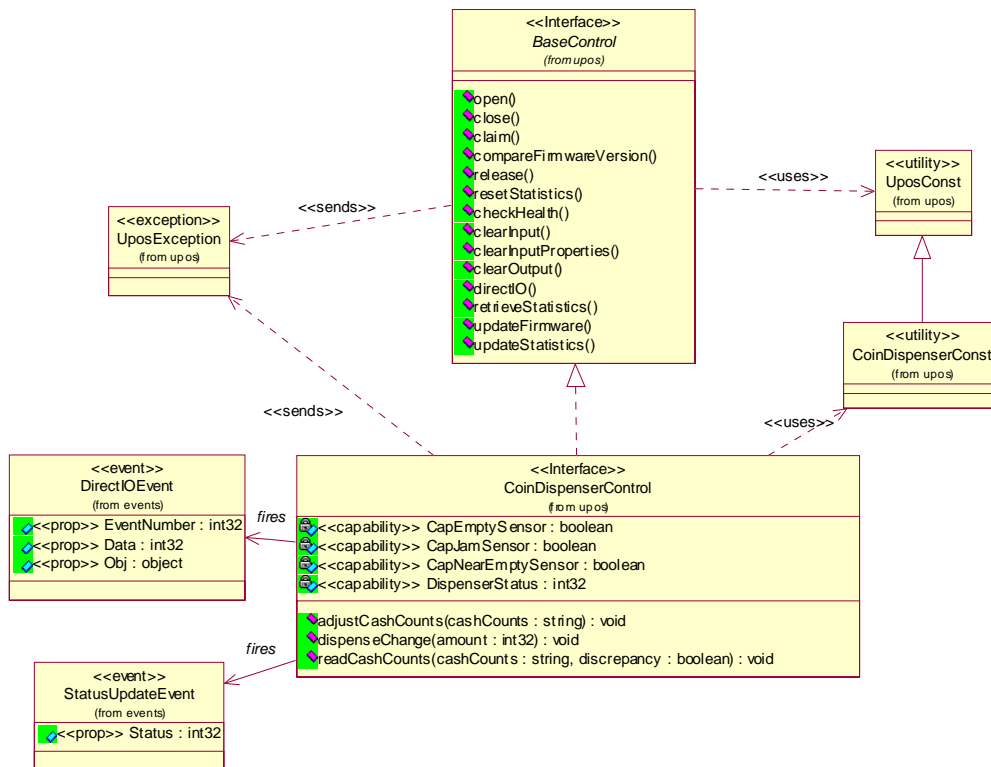 <<Interface>>
BaseControl
(from upos)
open()
close()
claim()
compareFirmwareVersion()
release()
resetStatistics()
checkHealth()
clearInput()
clearInputProperties()
clearOutput()
directIO()
retrieveStatistics()
updateFirmware()
updateStatistics()
<<uses>>
<<utility>>
UposConst
(from upos)
<<sends>>
<<exception>>
UposException
(from upos)
<<utility>>
CoinDispenserConst
(from upos)
<<sends>>
<<uses>>
<<event>>
DirectIOEvent
(from events)
<<prop>> EventNumber : int32
<<prop>> Data : int32
<<prop>> Obj : object
fires
<<Interface>>
CoinDispenserControl
(from upos)
<<capability>> CapEmptySensor : boolean
<<capability>> CapJamSensor : boolean
<<capability>> CapNearEmptySensor : boolean
<<capability>> DispenserStatus : int32
adjustCashCounts(cashCounts : string) : void
dispenseChange(amount : int32) : void
readCashCounts(cashCounts : string, discrepancy : boolean) : void
fires
<<event>>
StatusUpdateEvent
(from events)
<<prop>> Status : int32